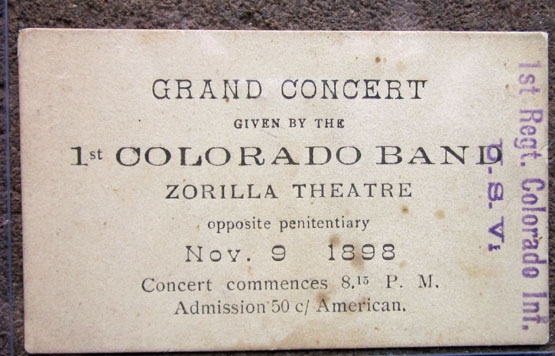 GRAND CONCERT
GIVEN BY THE
1st COLORADO BAND
ZORILLA THEATRE
opposite penitentiary
Nov. 9 1898
Concert commences 8.15 P. M.
Admission 50 c/ American.
1st Regt. Colorado Inf.
U.S.V.